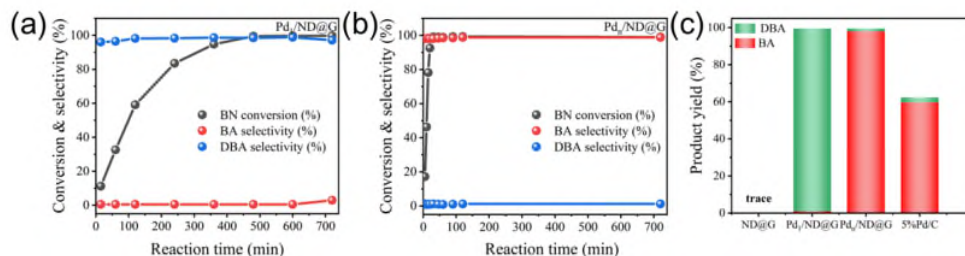 (a)
Pd₁/ND@G
100
80
60
40
20
0
Conversion & selectivity (%)
BN conversion (%)
BA selectivity (%)
DBA selectivity (%)
0 100 200 300 400 500 600 700
Reaction time (min)
(b)
Pdₙ/ND@G
100
80
60
40
20
0
Conversion & selectivity (%)
BN conversion (%)
BA selectivity (%)
DBA selectivity (%)
0 100 200 300 400 500 600 700
Reaction time (min)
(c)
DBA
BA
100
80
60
40
20
0
Product yield (%)
trace
ND@G Pd₁/ND@G Pdₙ/ND@G 5%Pd/C